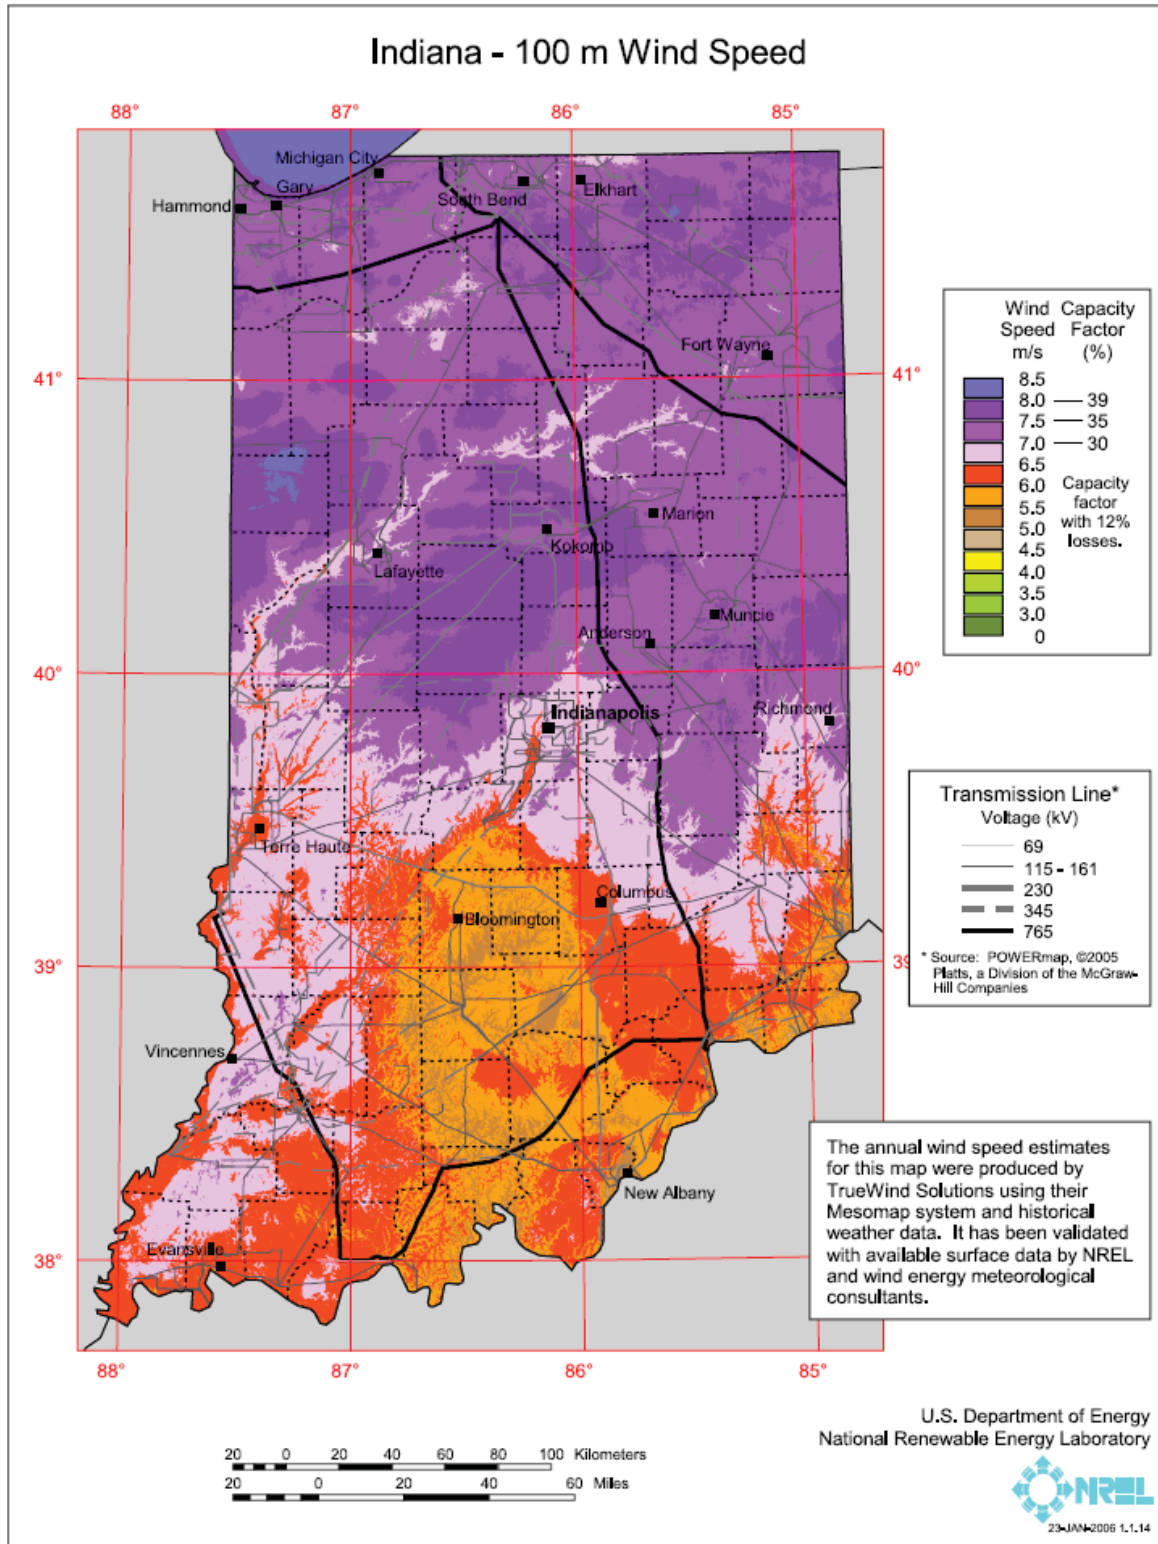 Indiana - 100 m Wind Speed
88° 87° 86° 85°
Michigan City
Gary
Hammond
South Bend
Elkhart
Fort Wayne
41° 41°
Marion
Kokomo
Lafayette
Muncie
Anderson
40° 40°
Richmond
Indianapolis
Terre Haute
Columbus
Bloomington
39° 39
Vincennes
New Albany
Evansville
38°
88° 87° 86° 85°
Wind Capacity
Speed Factor
m/s (%)
8.5
8.0 39
7.5 35
7.0 30
6.5
6.0
5.5
5.0
4.5
4.0
3.5
3.0
0
Capacity
factor
with 12%
losses.
Transmission Line*
Voltage (kV)
69
115 - 161
230
345
765
* Source: POWERmap, ©2005
Platts, a Division of the McGraw-
Hill Companies
The annual wind speed estimates
for this map were produced by
TrueWind Solutions using their
Mesomap system and historical
weather data. It has been validated
with available surface data by NREL
and wind energy meteorological
consultants.
U.S. Department of Energy
National Renewable Energy Laboratory
20 0 20 40 60 80 100 Kilometers
20 0 20 40 60 Miles
NREL
23-JAN-2006 1.1.14